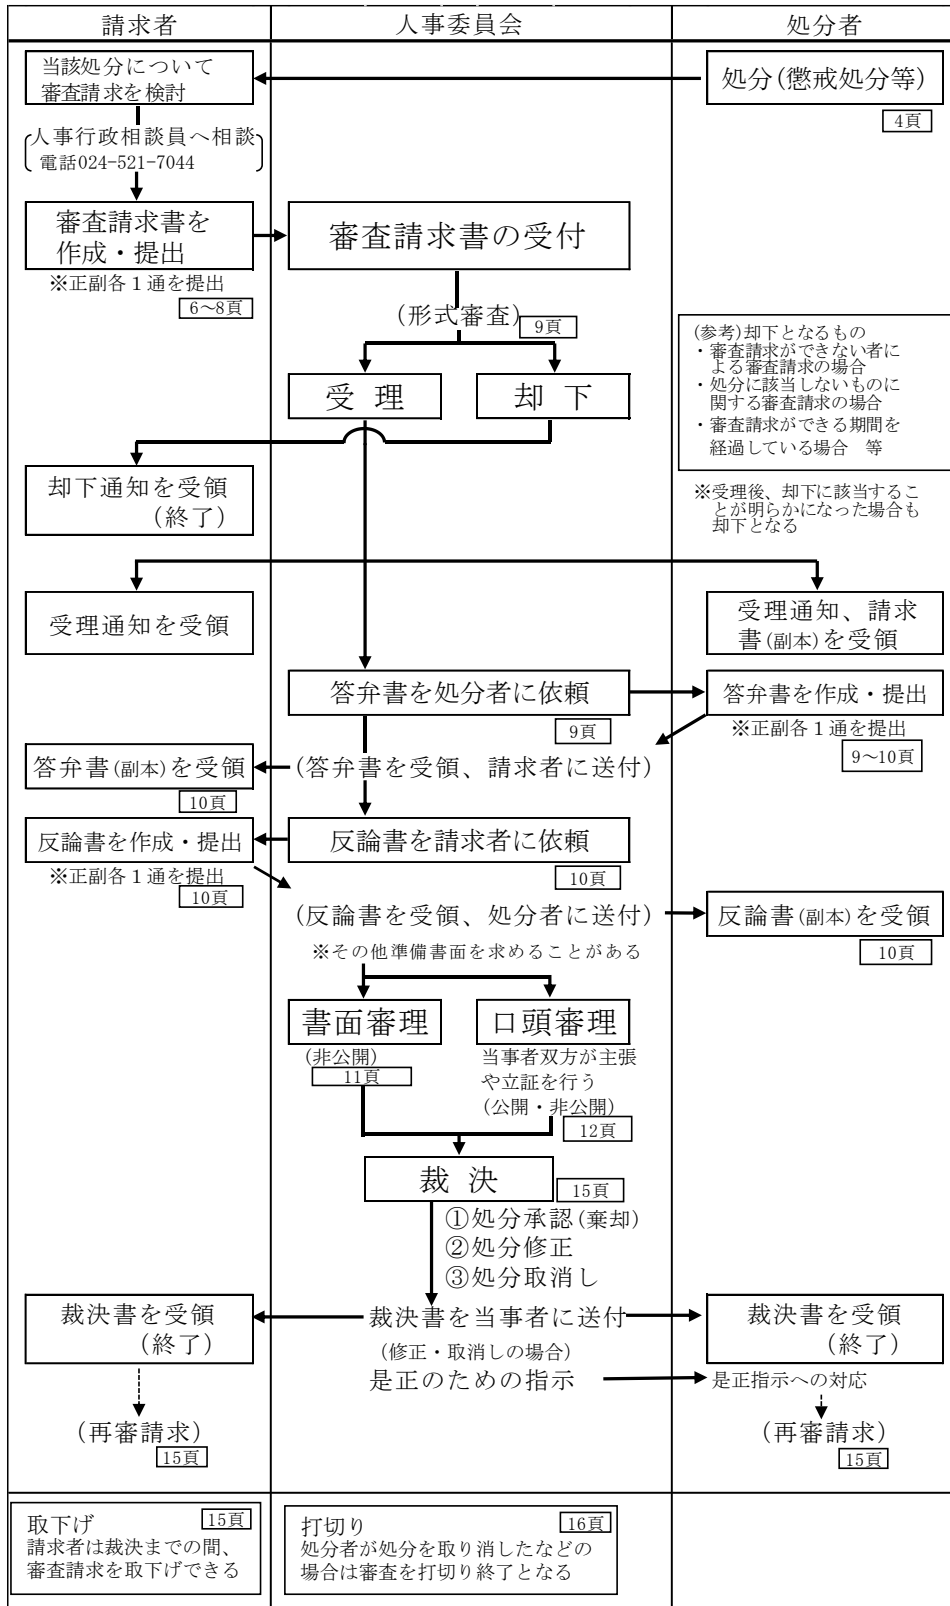 請求者
人事委員会
処分者
当該処分について
審査請求を検討
処分(懲戒処分等)
4頁
人事行政相談員へ相談
電話024-521-7044
審査請求書を
作成・提出
審査請求書の受付
※正副各1通を提出
6～8頁
(形式審査)
9頁
受 理
却 下
(参考)却下となるもの
・審査請求ができない者に
よる審査請求の場合
・処分に該当しないものに
関する審査請求の場合
・審査請求ができる期間を
経過している場合 等
却下通知を受領
(終了)
※受理後、却下に該当するこ
とが明らかになった場合も
却下となる
受理通知を受領
受理通知、請求
書(副本)を受領
答弁書を処分者に依頼
9頁
答弁書を作成・提出
※正副各1通を提出
9～10頁
答弁書(副本)を受領
10頁
(答弁書を受領、請求者に送付)
反論書を作成・提出
※正副各1通を提出
10頁
反論書を請求者に依頼
10頁
(反論書を受領、処分者に送付)
反論書(副本)を受領
10頁
※その他準備書面を求めることがある
書面審理
(非公開)
11頁
口頭審理
当事者双方が主張
や立証を行う
(公開・非公開)
12頁
裁 決
15頁
①処分承認(棄却)
②処分修正
③処分取消し
裁決書を受領
(終了)
裁決書を当事者に送付
裁決書を受領
(終了)
(修正・取消しの場合)
是正のための指示
是正指示への対応
(再審請求)
15頁
(再審請求)
15頁
取下げ
15頁
請求者は裁決までの間、
審査請求を取下げできる
打切り
16頁
処分者が処分を取り消したなどの
場合は審査を打切り終了となる